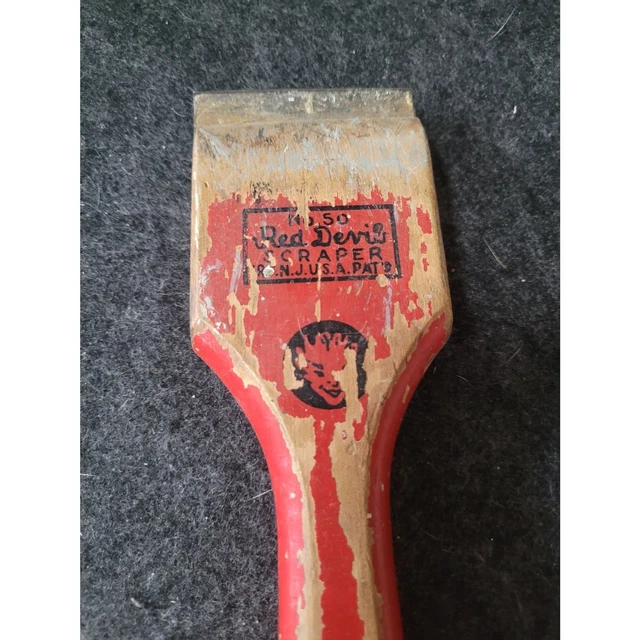 No 50
Red Devil
SCRAPER
N.J.U.S.A. PAT'D